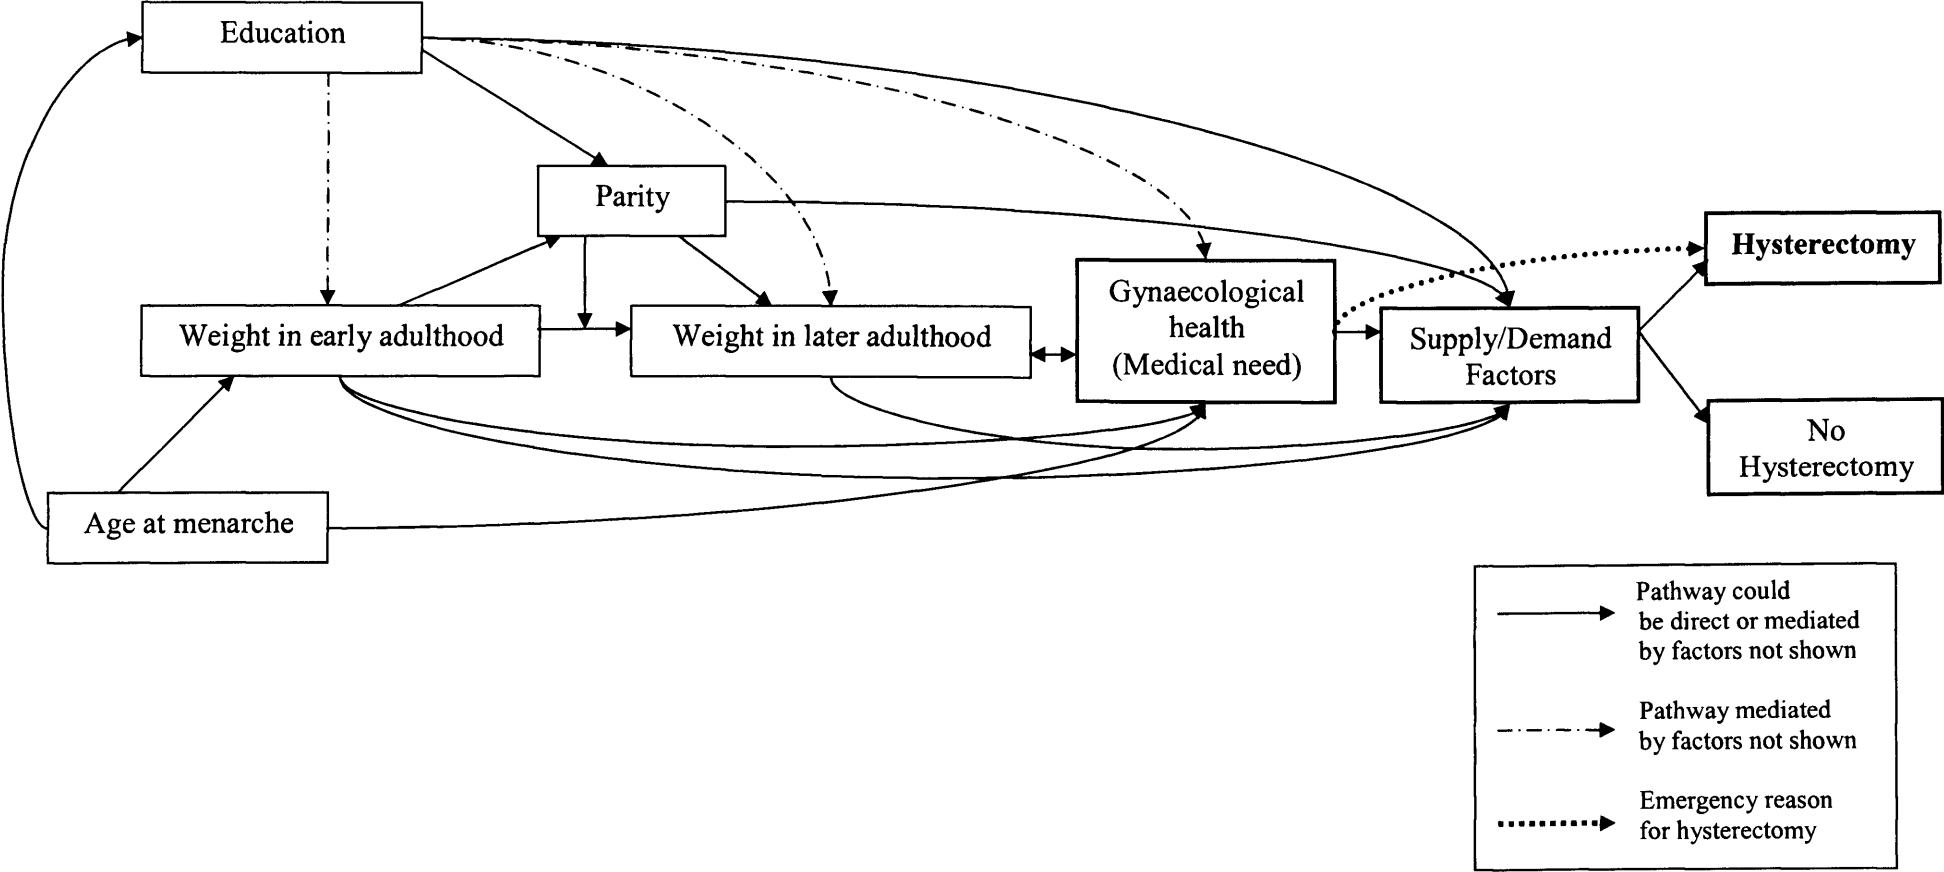 Education
Parity
Hysterectomy
Gynaecological
health
(Medical need)
Weight in early adulthood
Weight in later adulthood
Supply/Demand
Factors
No
Hysterectomy
Age at menarche
Pathway could
be direct or mediated
by factors not shown
Pathway mediated
by factors not shown
Emergency reason
for hysterectomy